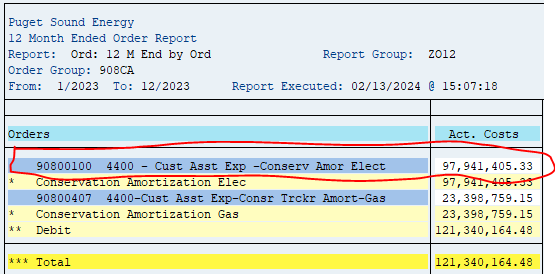 Puget Sound Energy
12 Month Ended Order Report
Report: Ord: 12 M End by Ord Report Group: ZO12
Order Group: 908CA
From: 1/2023 To: 12/2023 Report Executed: 02/13/2024 @ 15:07:18
Orders Act. Costs
90800100 4400 - Cust Asst Exp -Conserv Amor Elect 97,941,405.33
* Conservation Amortization Elec 97,941,405.33
90800407 4400-Cust Asst Exp-Consr Trckr Amort-Gas 23,398,759.15
* Conservation Amortization Gas 23,398,759.15
** Debit 121,340,164.48
*** Total 121,340,164.48